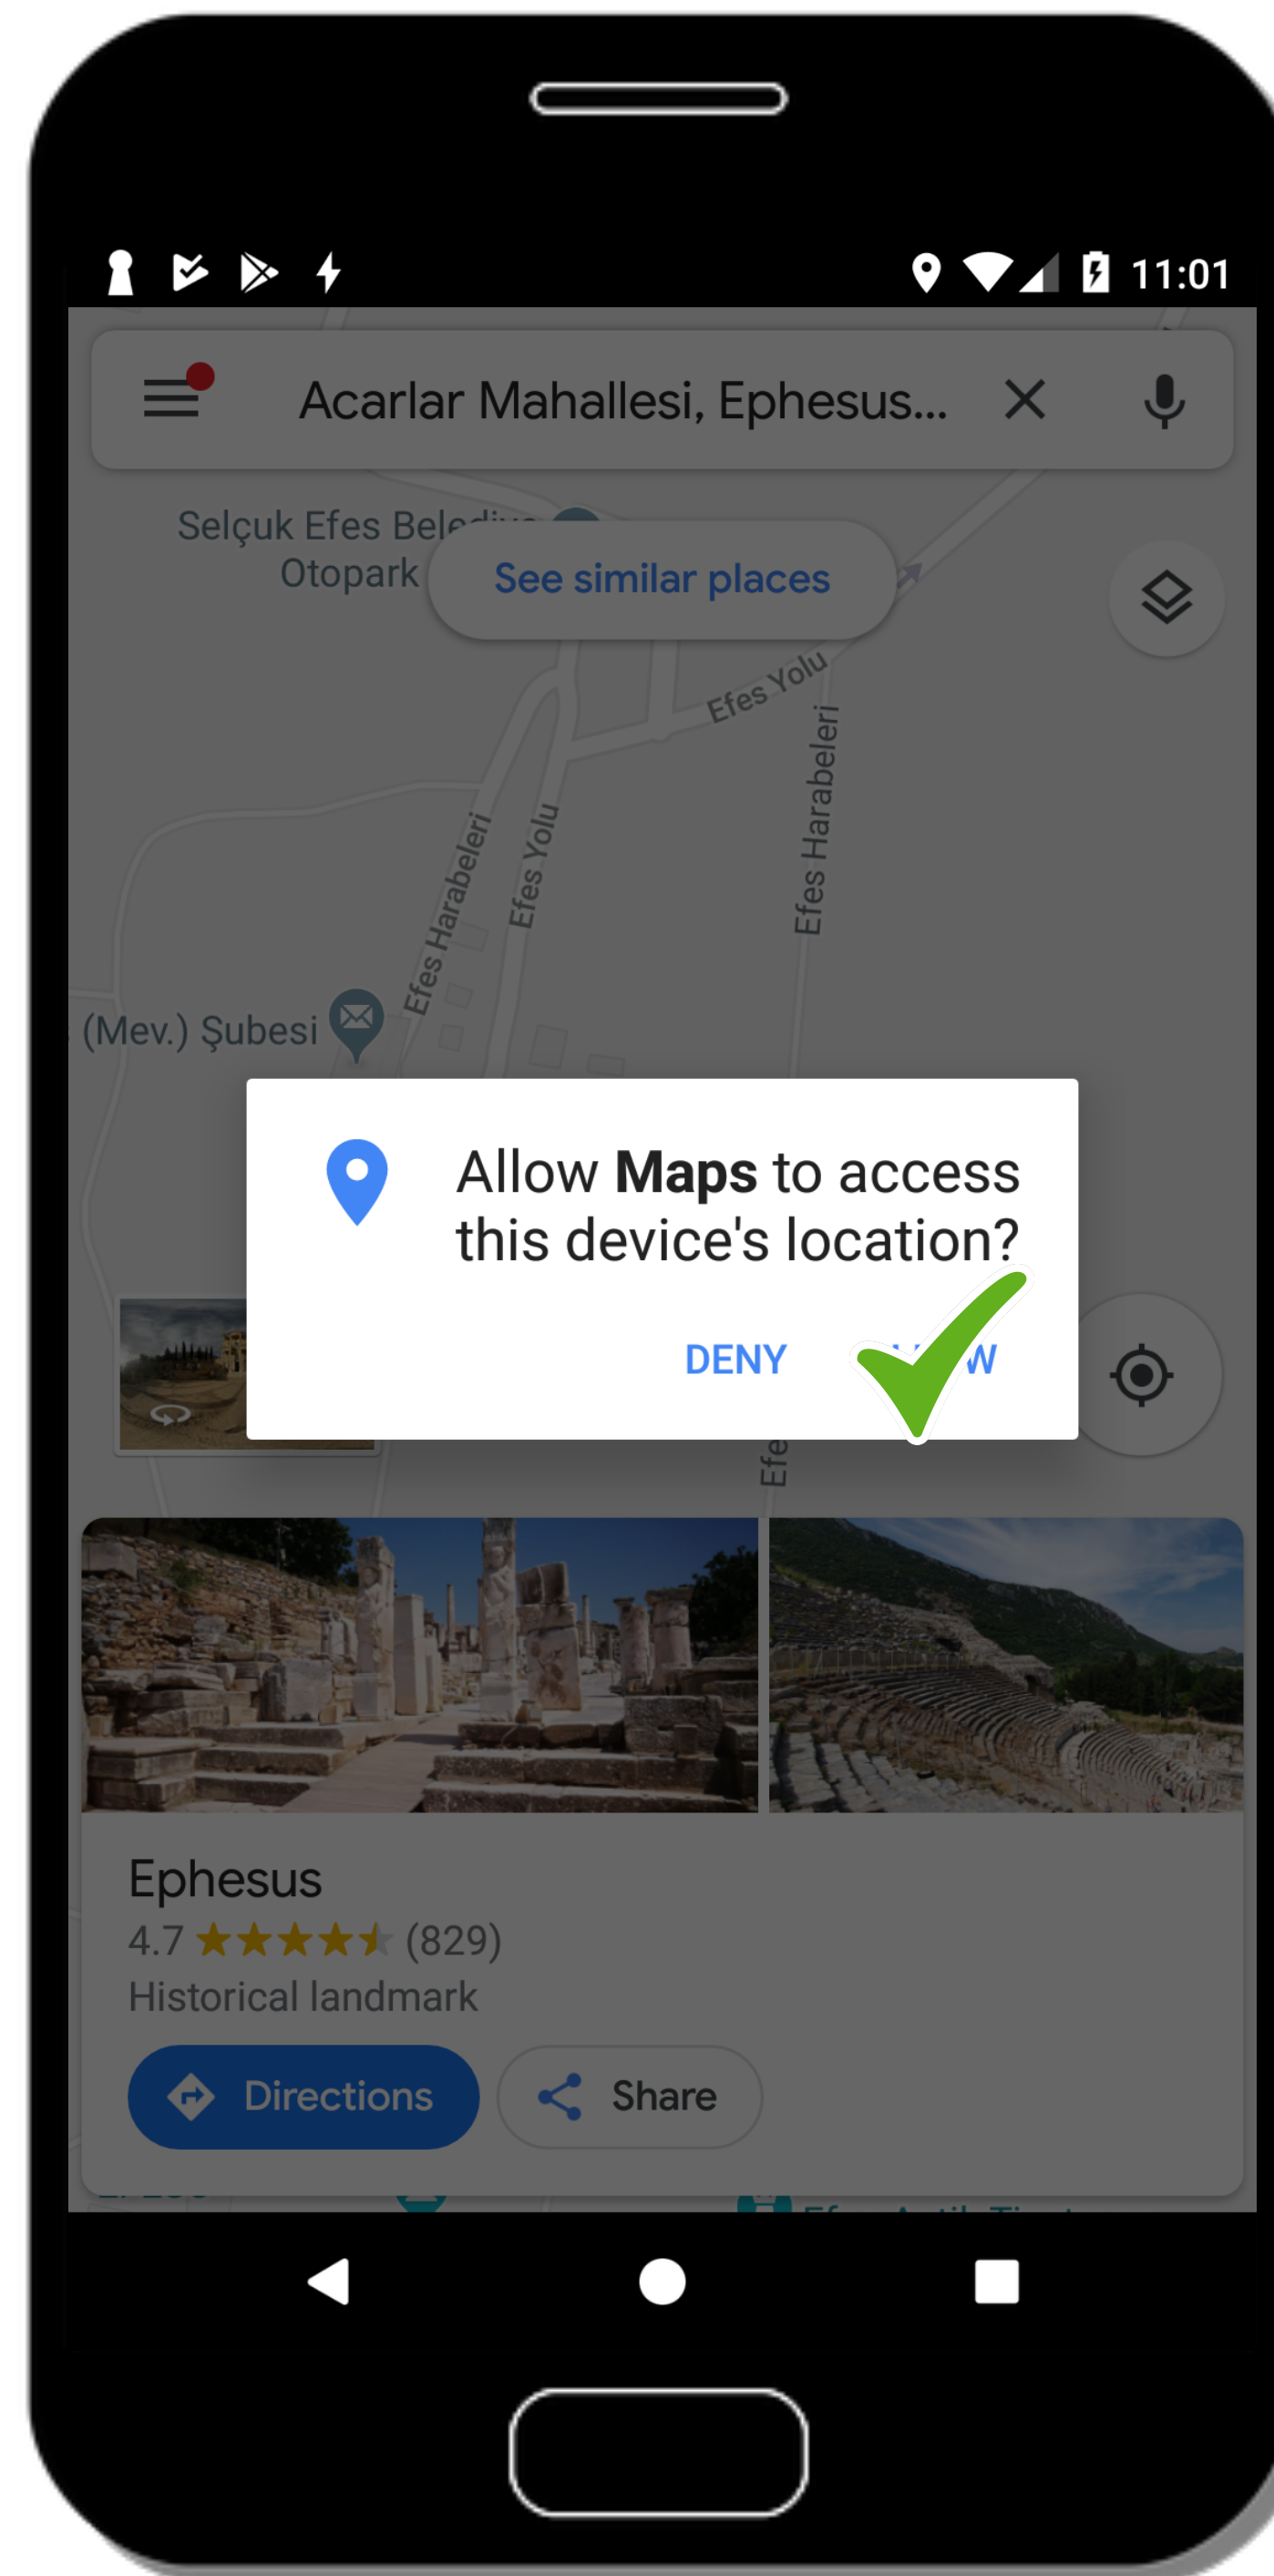 11:01
Acarlar Mahallesi, Ephesus...
Selçuk Efes
Otopark
See similar places
Efes Yolu
Efes Harabeleri
Efes Harabeleri
Efes Yolu
(Mev.) Şubesi
Allow Maps to access
this device's location?
DENY
Ephesus
4.7 (829)
Historical landmark
Directions
Share